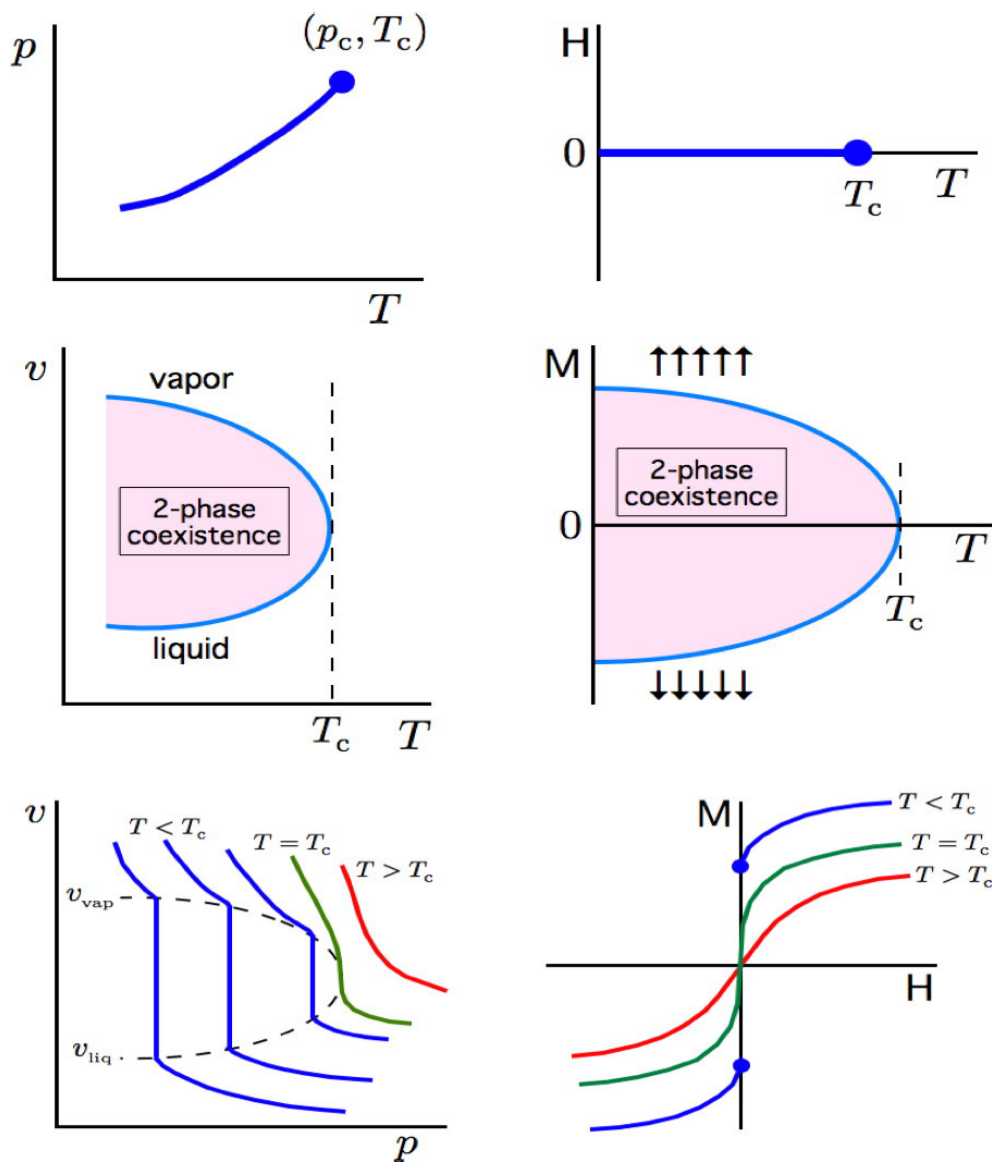 p
(p_c, T_c)
T
H
0
T_c
T
v
vapor
2-phase
coexistence
liquid
T_c
T
M
↑↑↑↑↑
2-phase
coexistence
0
T
T_c
↓↓↓↓↓
v
T < T_c
T = T_c
T > T_c
v_vap
v_liq
p
M
T < T_c
T = T_c
T > T_c
H